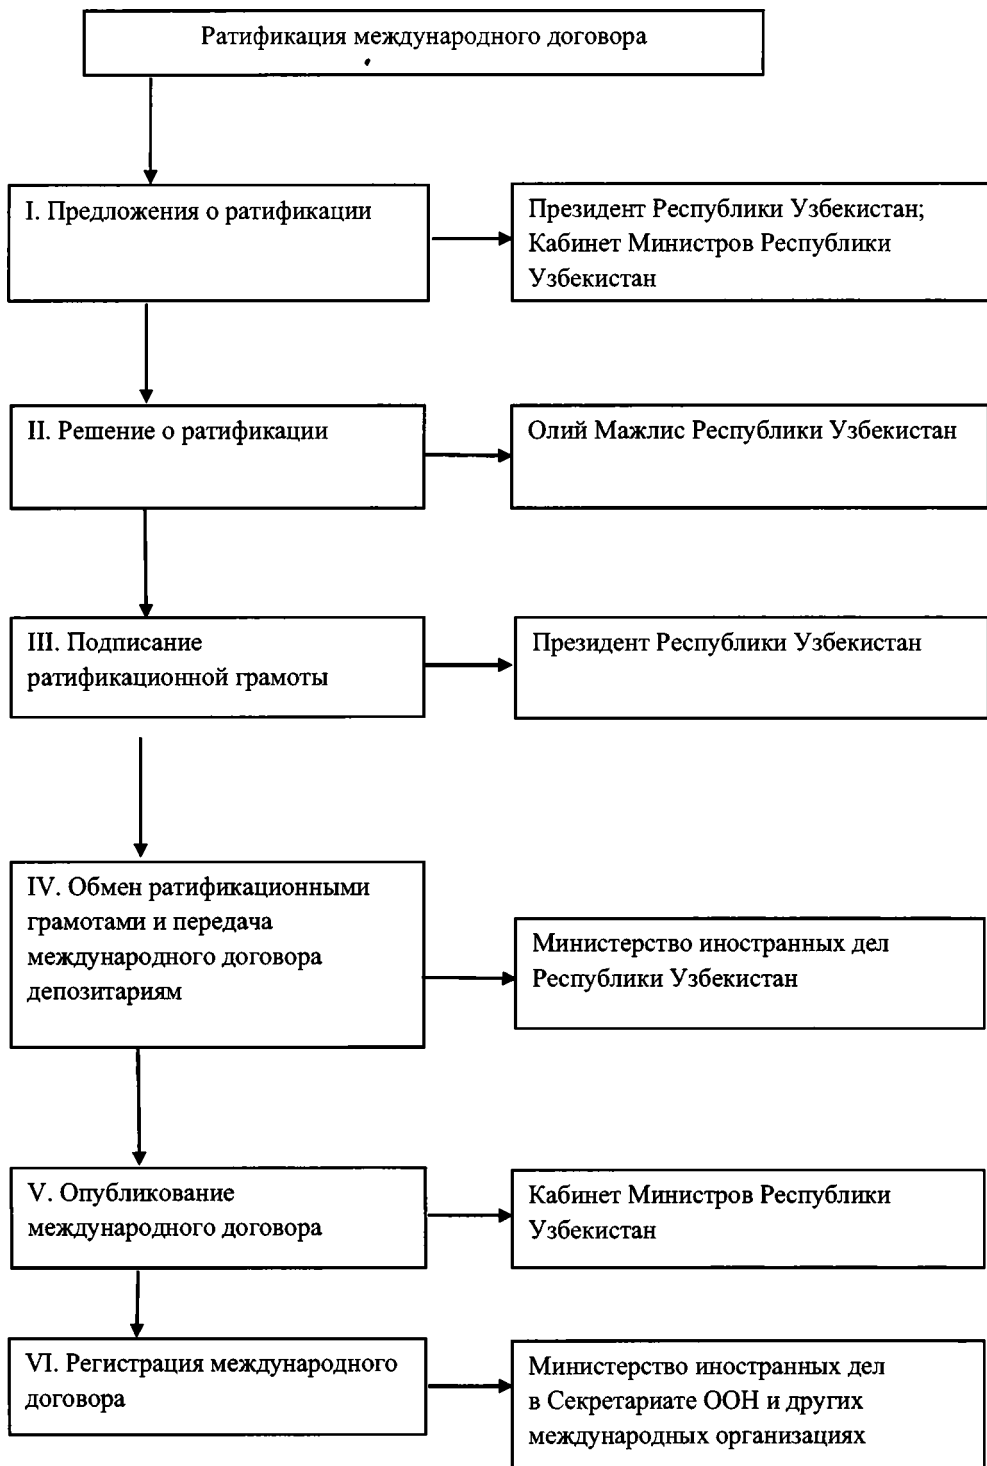 Ратификация международного договора
I. Предложения о ратификации
Президент Республики Узбекистан;
Кабинет Министров Республики
Узбекистан
II. Решение о ратификации
Олий Мажлис Республики Узбекистан
III. Подписание
ратификационной грамоты
Президент Республики Узбекистан
IV. Обмен ратификационными
грамотами и передача
международного договора
депозитариям
Министерство иностранных дел
Республики Узбекистан
V. Опубликование
международного договора
Кабинет Министров Республики
Узбекистан
VI. Регистрация международного
договора
Министерство иностранных дел
в Секретариате ООН и других
международных организациях